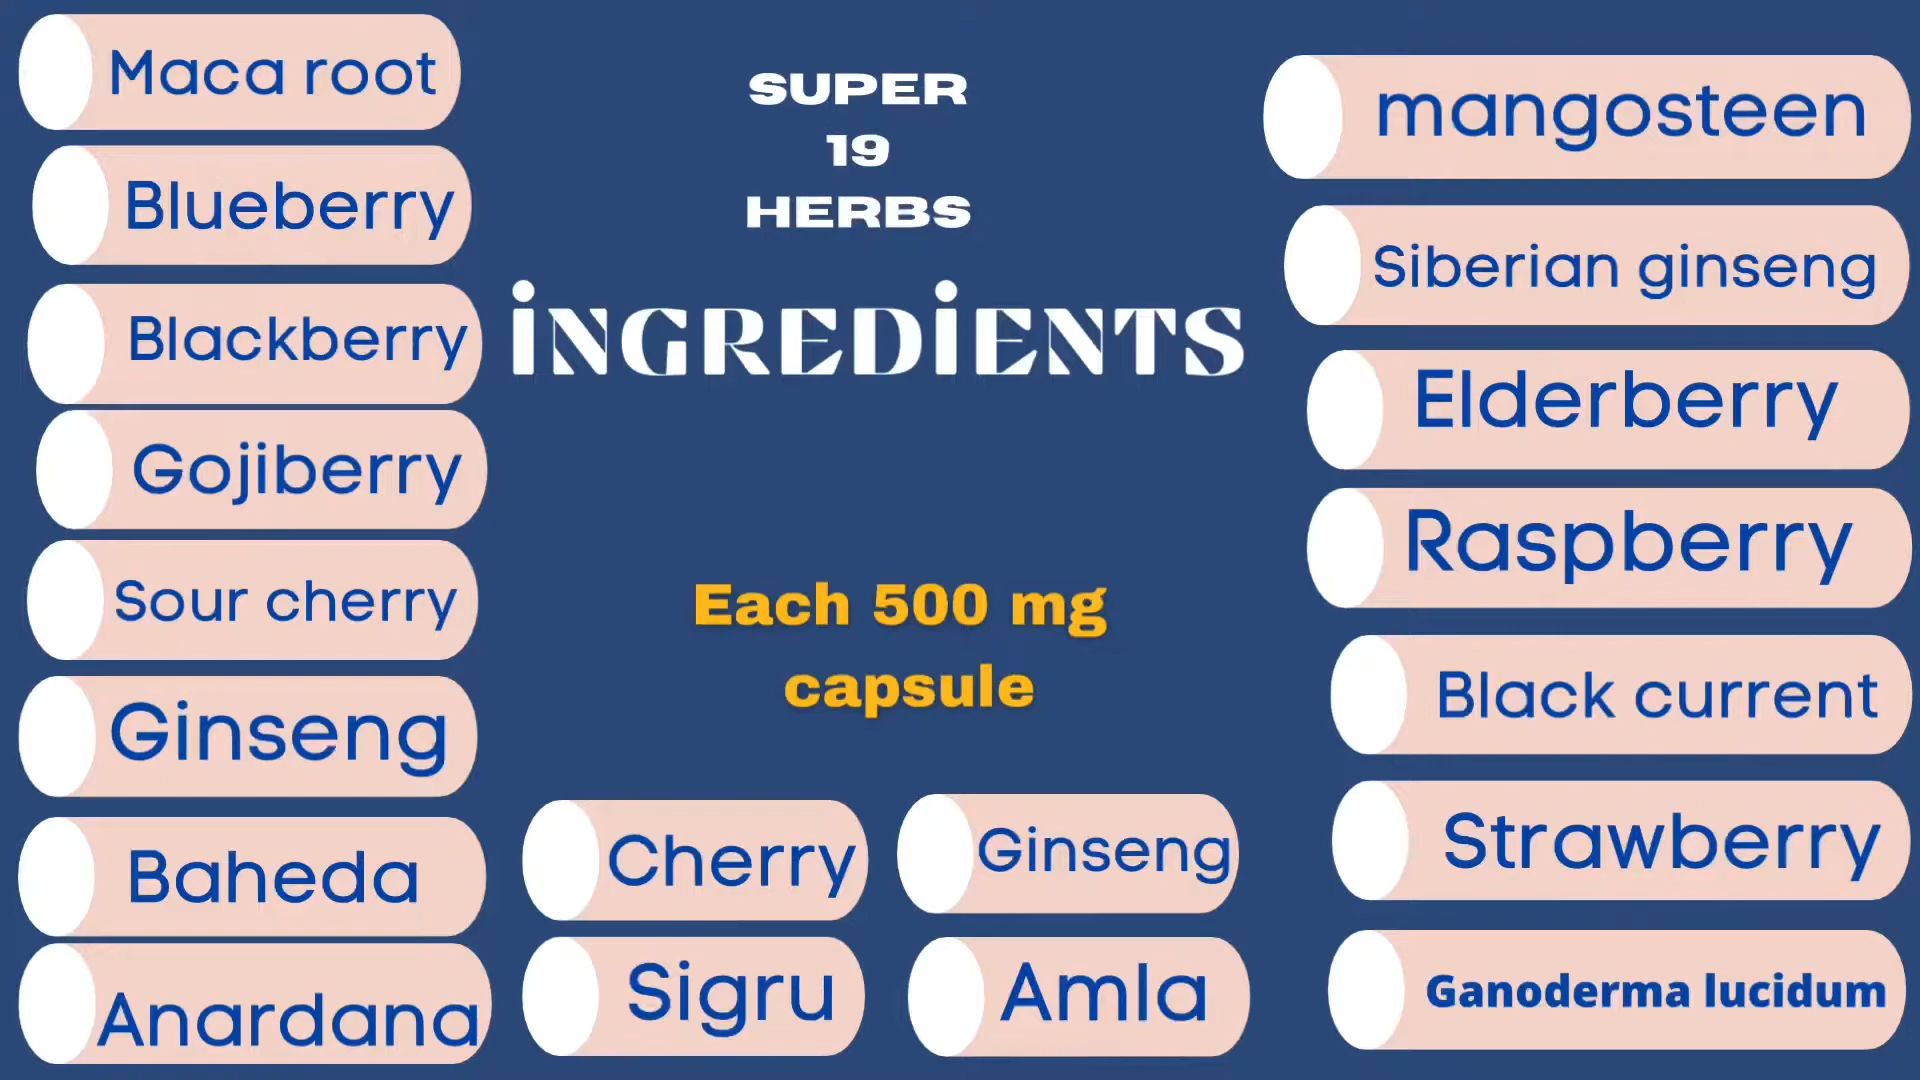 SUPER
19
HERBS
iNGREDiENTS
Maca root
Blueberry
Blackberry
Gojiberry
Sour cherry
Ginseng
Baheda
Anardana
Each 500 mg
capsule
Cherry
Ginseng
Sigru
Amla
mangosteen
Siberian ginseng
Elderberry
Raspberry
Black current
Strawberry
Ganoderma lucidum